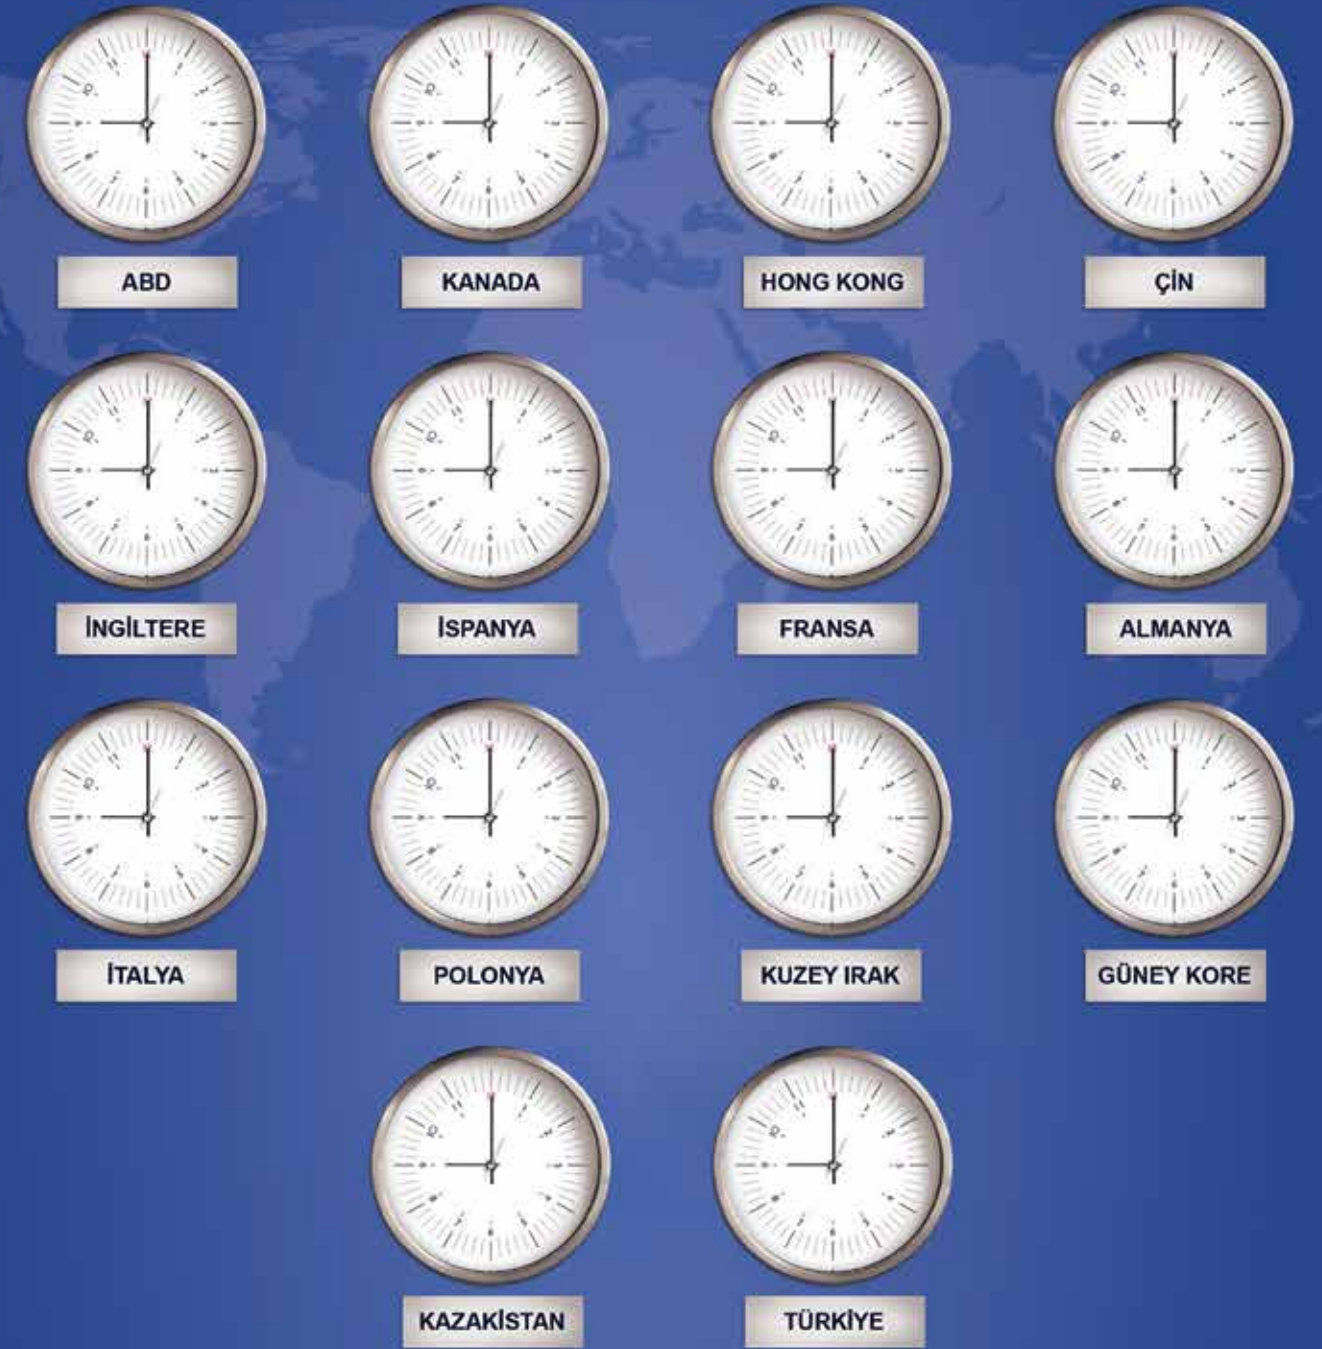 ABD
KANADA
HONG KONG
ÇİN
İNGİLTERE
İSPANYA
FRANSA
ALMANYA
İTALYA
POLONYA
KUZEY IRAK
GÜNEY KORE
KAZAKİSTAN
TÜRKİYE